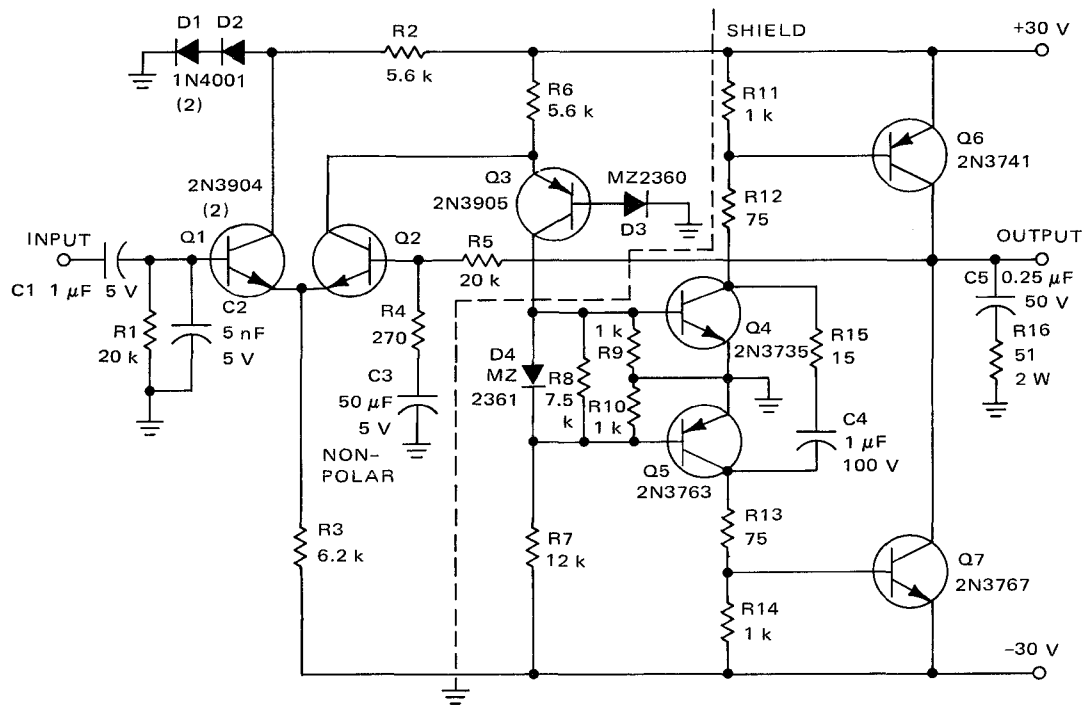 D1 D2
1N4001
(2)
R2
5.6 k
SHIELD
+30 V
R6
5.6 k
R11
1 k
Q6
2N3741
2N3904
(2)
Q3
2N3905
MZ2360
D3
R12
75
INPUT
Q1
Q2
R5
20 k
OUTPUT
C1 1 μF
5 V
C5 0.25 μF
50 V
R1
20 k
C2
5 nF
5 V
R4
270
1 k
R9
Q4
2N3735
R15
15
R16
51
2 W
D4
MZ
2361
R8
7.5
k
R10
1 k
C3
50 μF
5 V
NON-
POLAR
C4
1 μF
100 V
Q5
2N3763
R3
6.2 k
R7
12 k
R13
75
Q7
2N3767
R14
1 k
-30 V